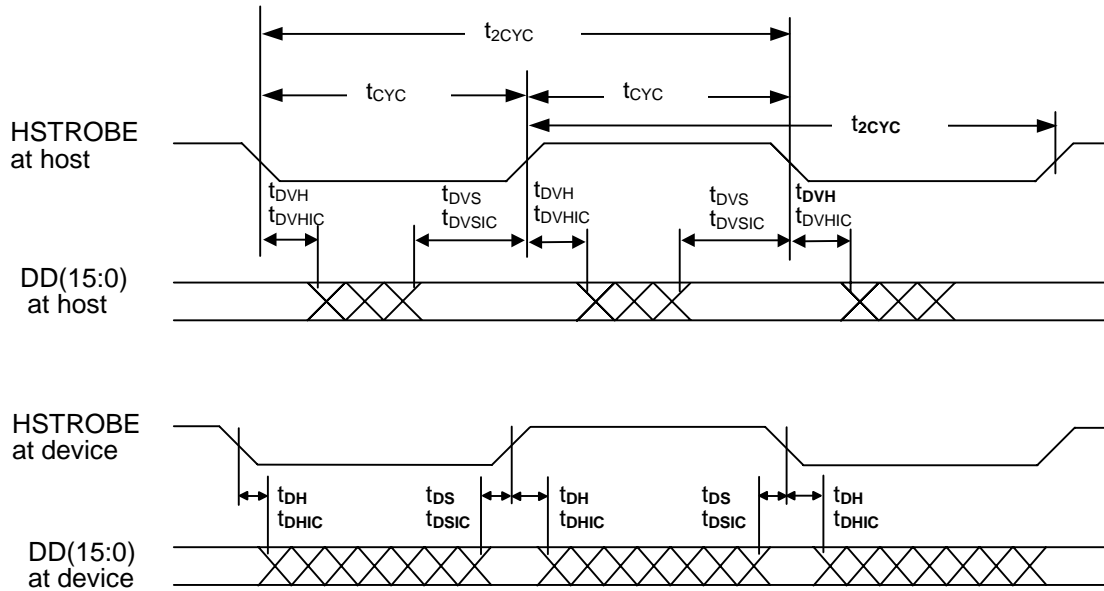 t2CYC
tCYC tCYC
t2CYC
HSTROBE
at host
tDVH tDVS tDVH tDVS tDVH
tDVHIC tDVSIC tDVHIC tDVSIC tDVHIC
DD(15:0)
at host
HSTROBE
at device
tDH tDS tDH tDS tDH
tDHIC tDSIC tDHIC tDSIC tDHIC
DD(15:0)
at device